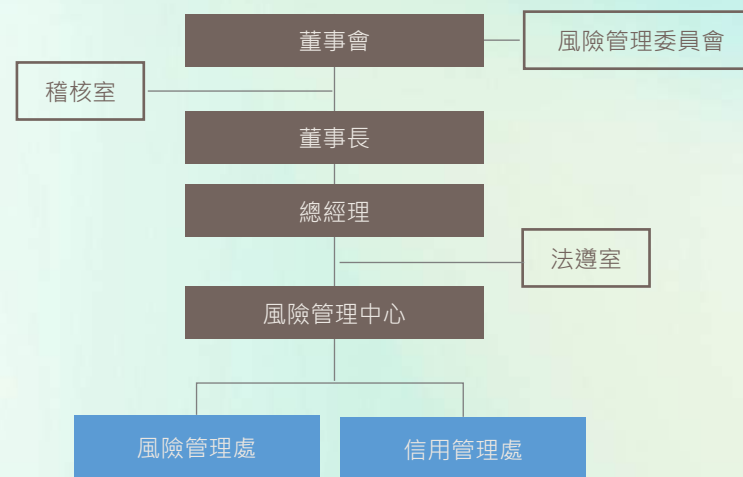 董事會
風險管理委員會
稽核室
董事長
總經理
法遵室
風險管理中心
風險管理處
信用管理處